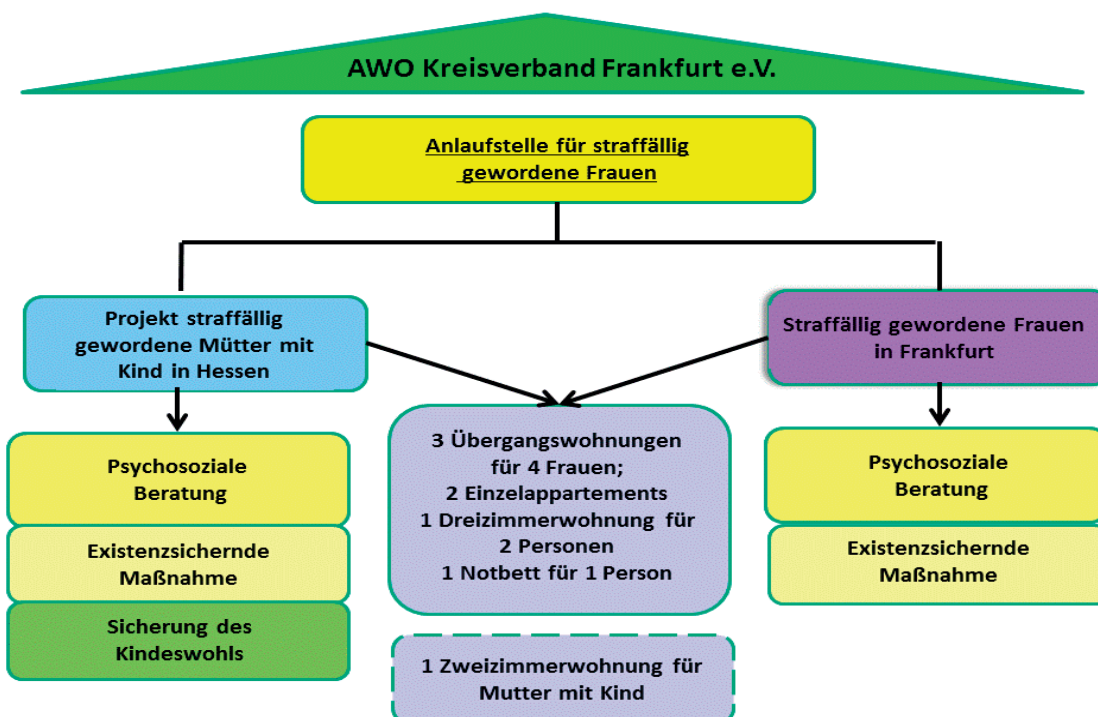 AWO Kreisverband Frankfurt e.V.
Anlaufstelle für straffällig
gewordene Frauen
Projekt straffällig
gewordene Mütter mit
Kind in Hessen
Straffällig gewordene Frauen
in Frankfurt
Psychosoziale
Beratung
Existenzsichernde
Maßnahme
Sicherung des
Kindeswohls
3 Übergangswohnungen
für 4 Frauen;
2 Einzelappartements
1 Dreizimmerwohnung für
2 Personen
1 Notbett für 1 Person
1 Zweizimmerwohnung für
Mutter mit Kind
Psychosoziale
Beratung
Existenzsichernde
Maßnahme